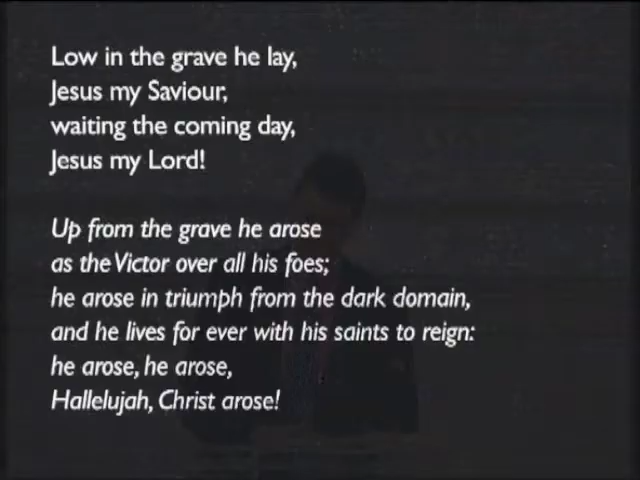 Low in the grave he lay,
Jesus my Saviour,
waiting the coming day,
Jesus my Lord!
Up from the grave he arose
as the Victor over all his foes;
he arose in triumph from the dark domain,
and he lives for ever with his saints to reign:
he arose, he arose,
Hallelujah, Christ arose!